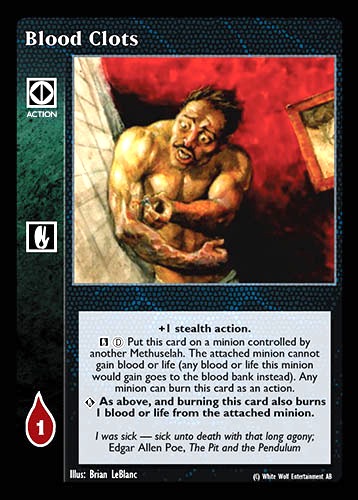 Blood Clots
ACTION
+1 stealth action.
Ⓓ Put this card on a minion controlled by
another Methuselah. The attached minion cannot
gain blood or life (any blood or life this minion
would gain goes to the blood bank instead). Any
minion can burn this card as an action.
As above, and burning this card also burns
1 blood or life from the attached minion.
1
I was sick — sick unto death with that long agony;
Edgar Allen Poe, The Pit and the Pendulum
Illus: Brian LeBlanc
(C) White Wolf Entertainment AB